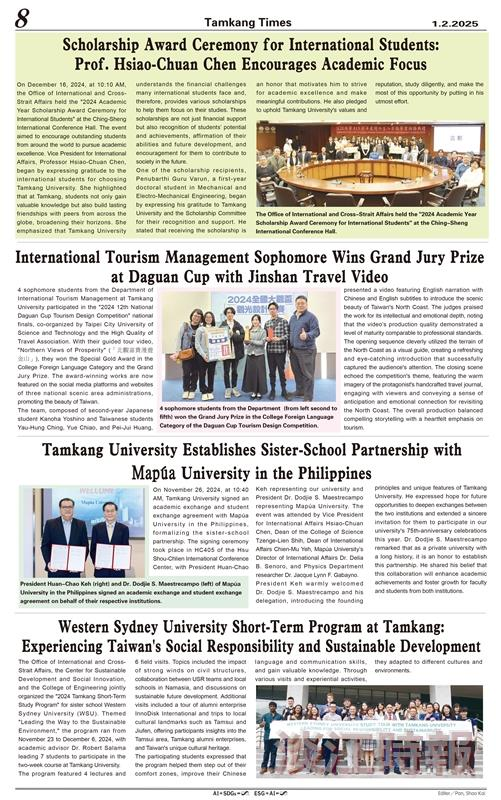 8
Tamkang Times
1.2.2025
Scholarship Award Ceremony for International Students:
Prof. Hsiao-Chuan Chen Encourages Academic Focus
On December 16, 2024, at 10:10 AM,
the Office of International and Cross-
Strait Affairs held the "2024 Academic
Year Scholarship Award Ceremony for
International Students" at the Ching-Sheng
International Conference Hall. The event
aimed to encourage outstanding students
from around the world to pursue academic
excellence. Vice President for International
Affairs, Professor Hsiao-Chuan Chen,
began by expressing gratitude to the
international students for choosing
Tamkang University. She highlighted
that at Tamkang, students not only gain
valuable knowledge but also build lasting
friendships with peers from across the
globe, broadening their horizons. She
emphasized that Tamkang University
understands the financial challenges
many international students face and,
therefore, provides various scholarships
to help them focus on their studies. These
scholarships are not just financial support
but also recognition of students' potential
and achievements, affirmation of their
abilities and future development, and
encouragement for them to contribute to
society in the future.
One of the scholarship recipients,
Penubarthi Guru Varun, a first-year
doctoral student in Mechanical and
Electro-Mechanical Engineering, began
by expressing his gratitude to Tamkang
University and the Scholarship Committee
for their recognition and support. He
stated that receiving the scholarship is
an honor that motivates him to strive
for academic excellence and make
meaningful contributions. He also pledged
to uphold Tamkang University's values and
reputation, study diligently, and make the
most of this opportunity by putting in his
utmost effort.
The Office of International and Cross-Strait Affairs held the "2024 Academic Year
Scholarship Award Ceremony for International Students" at the Ching-Sheng
International Conference Hall.
International Tourism Management Sophomore Wins Grand Jury Prize
at Daguan Cup with Jinshan Travel Video
4 sophomore students from the Department of
International Tourism Management at Tamkang
University participated in the "2024 12th National
Daguan Cup Tourism Design Competition" national
finals, co-organized by Taipei City University of
Science and Technology and the High Quality of
Travel Association. With their guided tour video,
"Northern Views of Prosperity"
they won the Special Gold Award in the
College Foreign Language Category and the Grand
Jury Prize. The award-winning works are now
featured on the social media platforms and websites
of three national scenic area administrations,
promoting the beauty of Taiwan.
The team, composed of second-year Japanese
student Kanoha Yoshino and Taiwanese students
Yau-Hung Ching, Yue Chiao, and Pei-Jui Huang,
2024全國大觀盃
觀光設計競賽
4 sophomore students from the Department (from left second to
fifth) won the Grand Jury Prize in the College Foreign Language
Category of the Daguan Cup Tourism Design Competition.
presented a video featuring English narration with
Chinese and English subtitles to introduce the scenic
beauty of Taiwan's North Coast. The judges praised
the work for its intellectual and emotional depth, noting
that the video's production quality demonstrated a
level of maturity comparable to professional standards.
The opening sequence cleverly utilized the terrain of
the North Coast as a visual guide, creating a refreshing
and eye-catching introduction that successfully
captured the audience's attention. The closing scene
echoed the competition's theme, featuring the warm
imagery of the protagonist's handcrafted travel journal,
engaging with viewers and conveying a sense of
anticipation and emotional connection for revisiting
the North Coast. The overall production balanced
compelling storytelling with a heartfelt emphasis on
tourism.
Tamkang University Establishes Sister-School Partnership with
Mapúa University in the Philippines
President Huan-Chao Keh (right) and Dr. Dodjie S. Maestrecampo (left) of Mapúa
University in the Philippines signed an academic exchange and student exchange
agreement on behalf of their respective institutions.
On November 26, 2024, at 10:40
AM, Tamkang University signed an
academic exchange and student
exchange agreement with Mapúa
University in the Philippines,
formalizing the sister-school
partnership. The signing ceremony
took place in HC405 of the Hsu
Shou-Chlien International Conference
Center, with President Huan-Chao
Keh representing our university and
President Dr. Dodjie S. Maestrecampo
representing Mapúa University. The
event was attended by Vice President
for International Affairs Hsiao-Chuan
Chen, Dean of the College of Science
Tzenge-Lien Shih, Dean of International
Affairs Chien-Mu Yeh, Mapúa University's
Director of International Affairs Dr. Delia
B. Senoro, and Physics Department
researcher Dr. Jacque Lynn F. Gabayno.
President Keh warmly welcomed
Dr. Dodjie S. Maestrecampo and his
delegation, introducing the founding
principles and unique features of Tamkang
University. He expressed hope for future
opportunities to deepen exchanges between
the two institutions and extended a sincere
invitation for them to participate in our
university's 75th-anniversary celebrations
this year. Dr. Dodjie S. Maestrecampo
remarked that as a private university with
a long history, it is an honor to establish
this partnership. He shared his belief that
this collaboration will enhance academic
achievements and foster growth for faculty
and students from both institutions.
Western Sydney University Short-Term Program at Tamkang:
Experiencing Taiwan's Social Responsibility and Sustainable Development
The Office of International and Cross-
Strait Affairs, the Center for Sustainable
Development and Social Innovation,
and the College of Engineering jointly
organized the "2024 Tamkang Short-Term
Study Program" for sister school Western
Sydney University (WSU). Themed
"Leading the Way to the Sustainable
Environment," the program ran from
November 23 to December 6, 2024, with
academic advisor Dr. Robert Salama
leading 7 students to participate in the
two-week course at Tamkang University.
The program featured 4 lectures and
6 field visits. Topics included the impact
of strong winds on civil structures,
collaboration between USR teams and local
schools in Namasia, and discussions on
sustainable future development. Additional
visits included a tour of alumni enterprise
InnoDisk International and trips to local
cultural landmarks such as Tamsui and
Jiufen, offering participants insights into the
Tamsui area, Tamkang alumni enterprises,
and Taiwan's unique cultural heritage.
The participating students expressed that
the program helped them step out of their
comfort zones, improve their Chinese
language and communication skills,
and gain valuable knowledge. Through
various visits and experiential activities,
they adapted to different cultures and
environments.
AI+SDGs=∞ ESG+AI=∞
Editor／Pan, Shao Kai